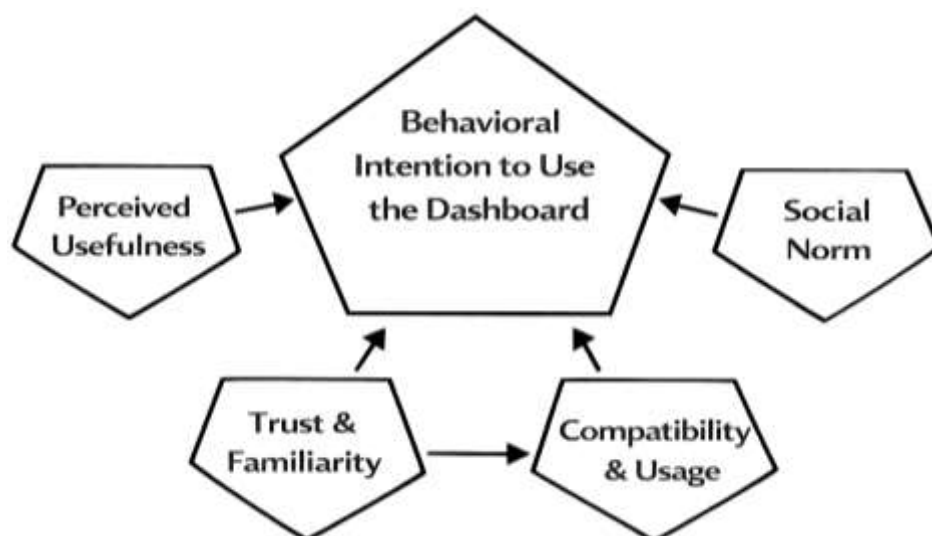 Behavioral
Intention to Use
the Dashboard
Perceived
Usefulness
Social
Norm
Trust &
Familiarity
Compatibility
& Usage